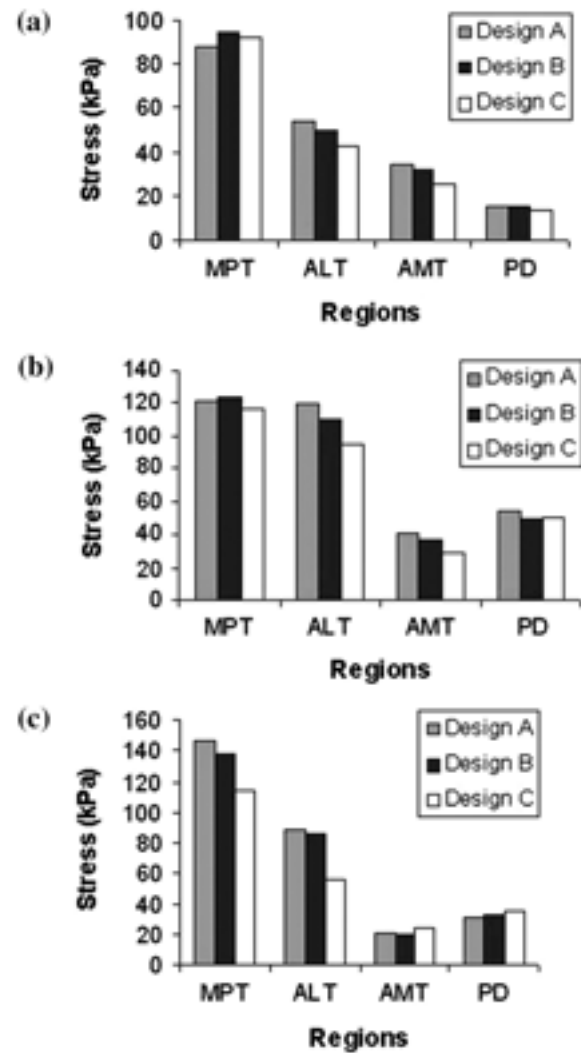 (a)
Stress (kPa)
100
80
60
40
20
0
Design A
Design B
Design C
MPT ALT AMT PD
Regions
(b)
Stress (kPa)
140
120
100
80
60
40
20
0
Design A
Design B
Design C
MPT ALT AMT PD
Regions
(c)
Stress (kPa)
160
140
120
100
80
60
40
20
0
Design A
Design B
Design C
MPT ALT AMT PD
Regions